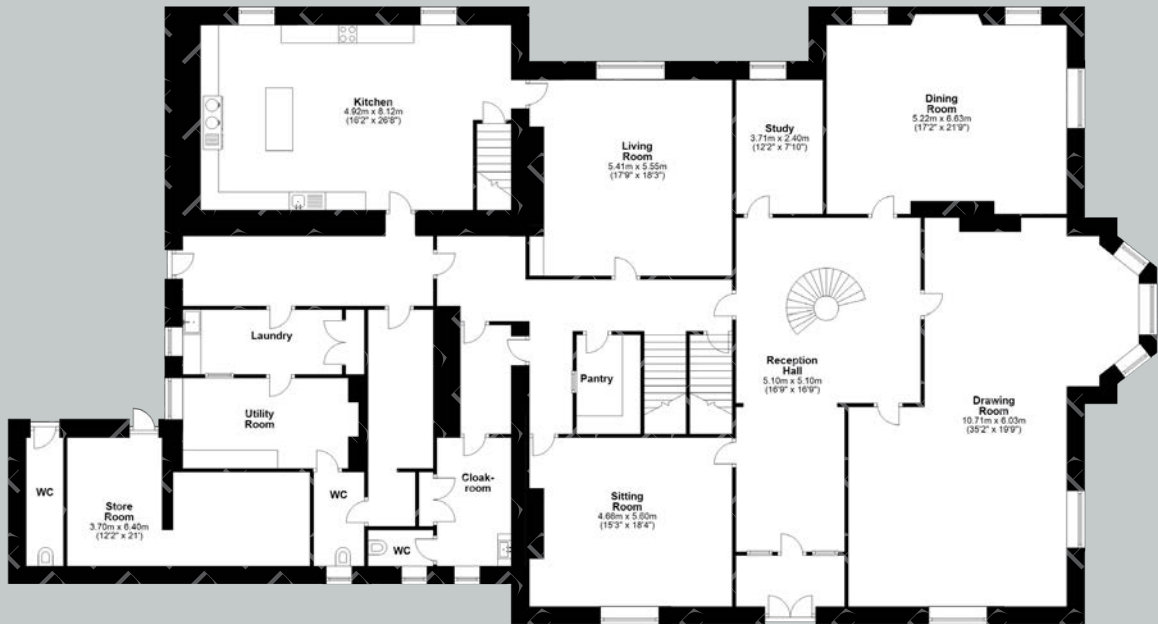 Kitchen
4.92m x 8.12m
(16'2" x 26'8")
Living
Room
5.41m x 5.55m
(17'9" x 18'3")
Study
3.71m x 2.40m
(12'2" x 7'10")
Dining
Room
5.22m x 6.63m
(17'2" x 21'9")
Laundry
Pantry
Reception
Hall
5.10m x 5.10m
(16'9" x 16'9")
Drawing
Room
10.71m x 6.03m
(35'2" x 19'9")
Utility
Room
WC
Store
Room
3.70m x 6.40m
(12'2" x 21')
WC
Cloak-
room
WC
Sitting
Room
4.66m x 5.60m
(15'3" x 18'4")